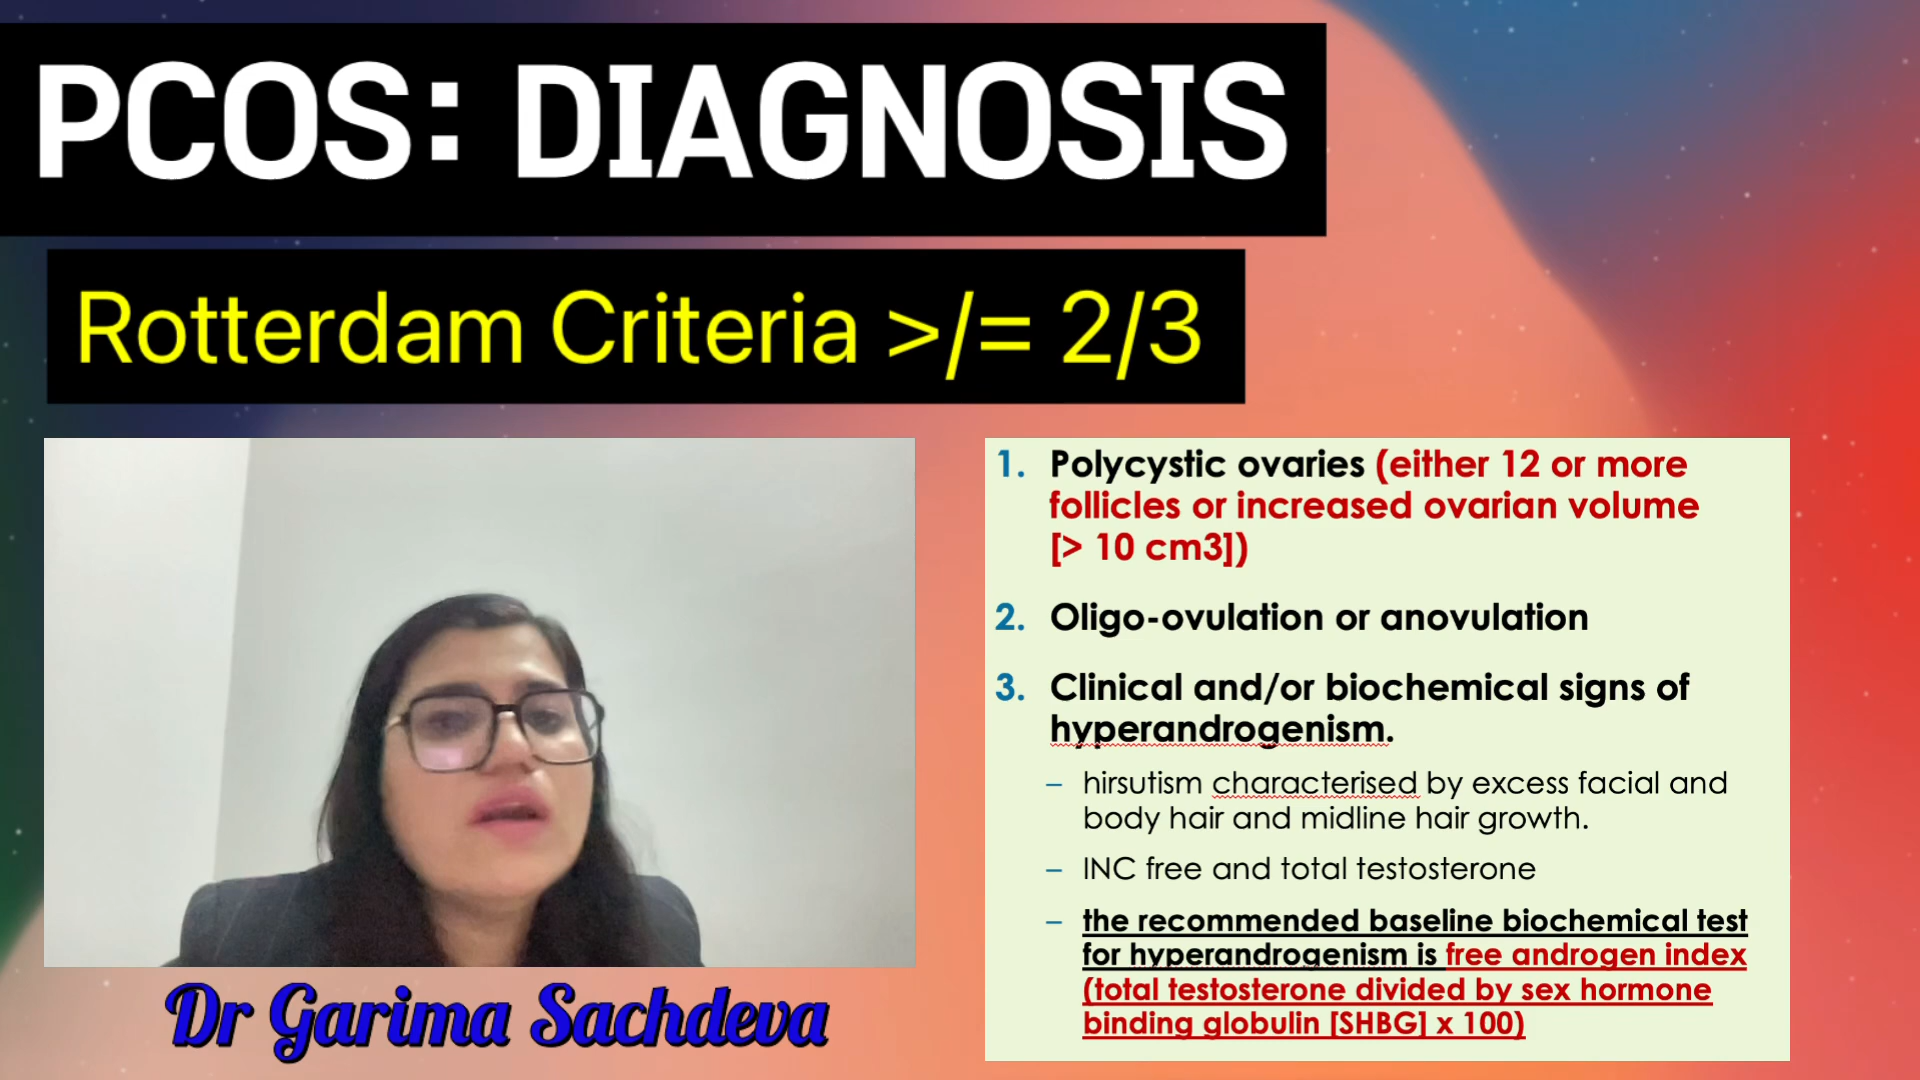 PCOS: DIAGNOSIS
Rotterdam Criteria >/= 2/3
1. Polycystic ovaries (either 12 or more
follicles or increased ovarian volume
[> 10 cm3])
2. Oligo-ovulation or anovulation
3. Clinical and/or biochemical signs of
hyperandrogenism.
– hirsutism characterised by excess facial and
body hair and midline hair growth.
– INC free and total testosterone
– the recommended baseline biochemical test
for hyperandrogenism is free androgen index
(total testosterone divided by sex hormone
binding globulin [SHBG] x 100)
Dr Garima Sachdeva